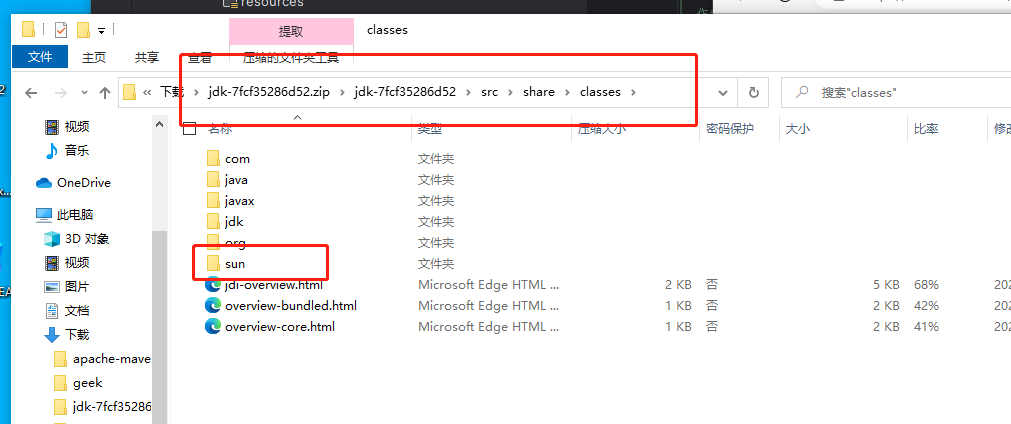 resources
提取
classes
文件
主页
共享
查看
压缩的文件夹工具
« 下载 › jdk-7fcf35286d52.zip › jdk-7fcf35286d52 › src › share › classes ›
搜索"classes"
名称 类型 压缩大小 密码保护 大小 比率
视频
音乐
OneDrive
此电脑
3D 对象
视频
图片
文档
下载
apache-mave
geek
jdk-7fcf35286
com 文件夹
java 文件夹
javax 文件夹
jdk 文件夹
org 文件夹
sun 文件夹
jdi-overview.html Microsoft Edge HTML ... 2 KB 否 5 KB 68%
overview-bundled.html Microsoft Edge HTML ... 1 KB 否 2 KB 42%
overview-core.html Microsoft Edge HTML ... 1 KB 否 2 KB 41%